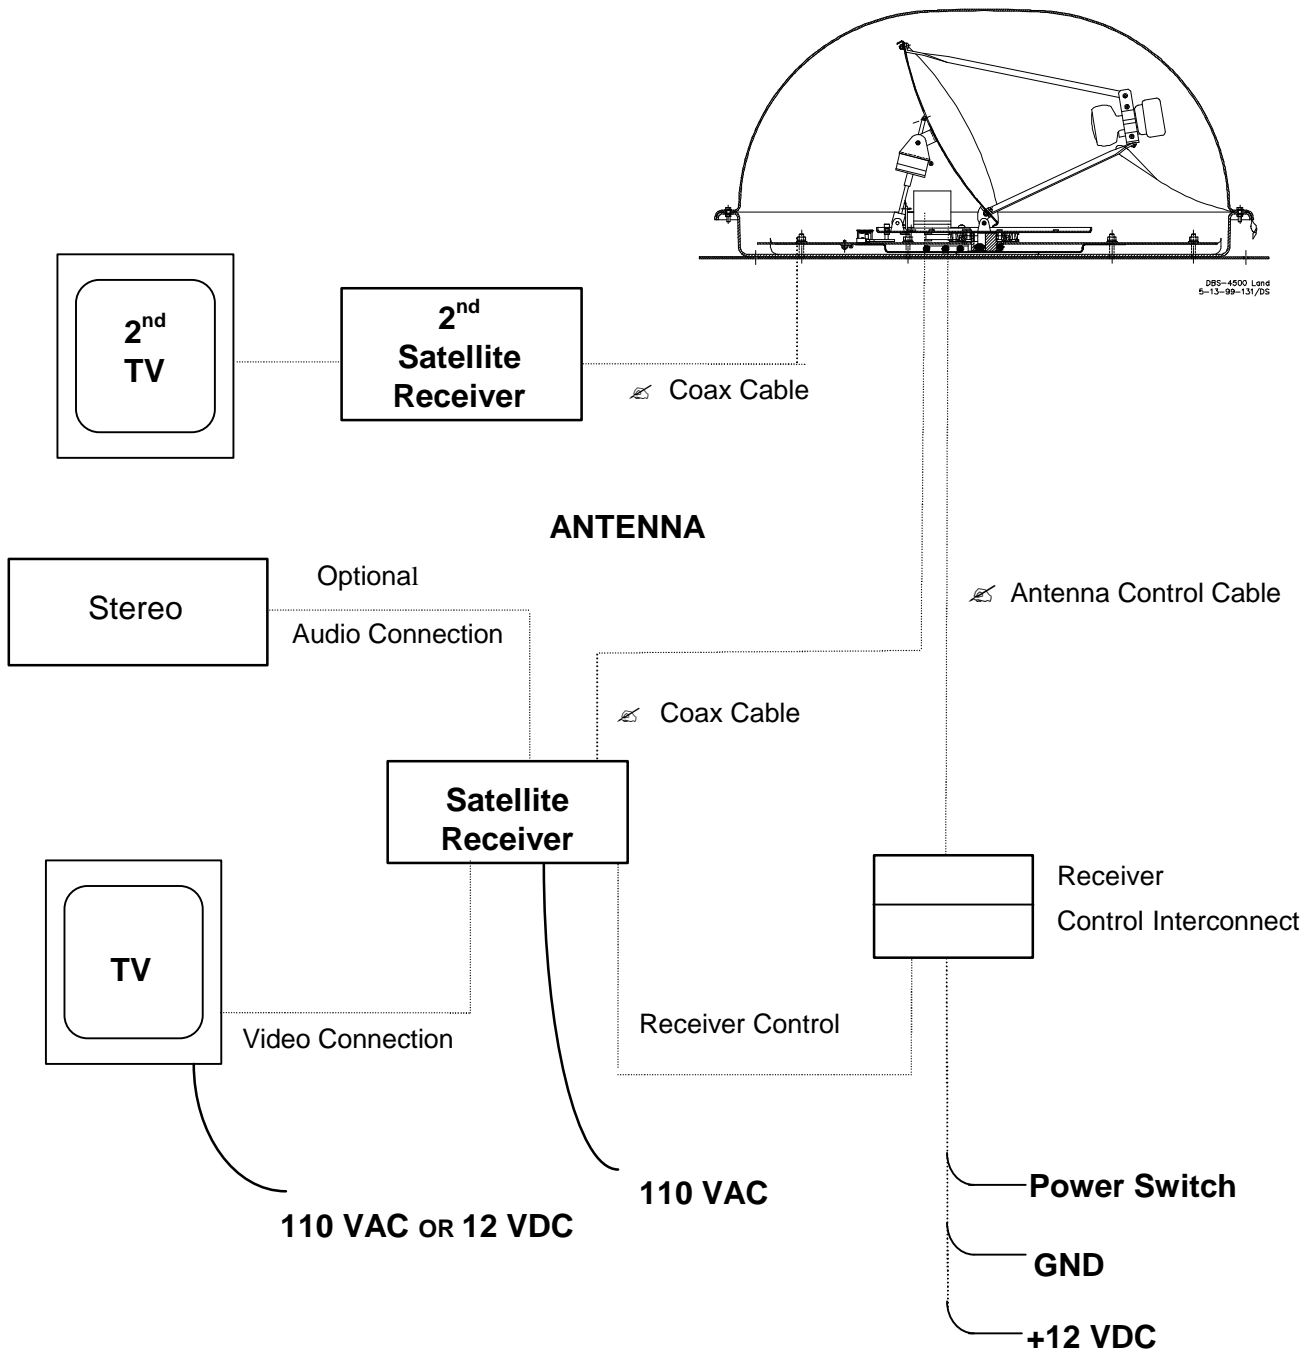 DBS-4500 Land
5-13-99-131/DS
2nd
TV
2nd
Satellite
Receiver
Coax Cable
ANTENNA
Optional
Stereo
Audio Connection
Antenna Control Cable
Coax Cable
Satellite
Receiver
Receiver
Control Interconnect
TV
Video Connection
Receiver Control
110 VAC OR 12 VDC
110 VAC
Power Switch
GND
+12 VDC